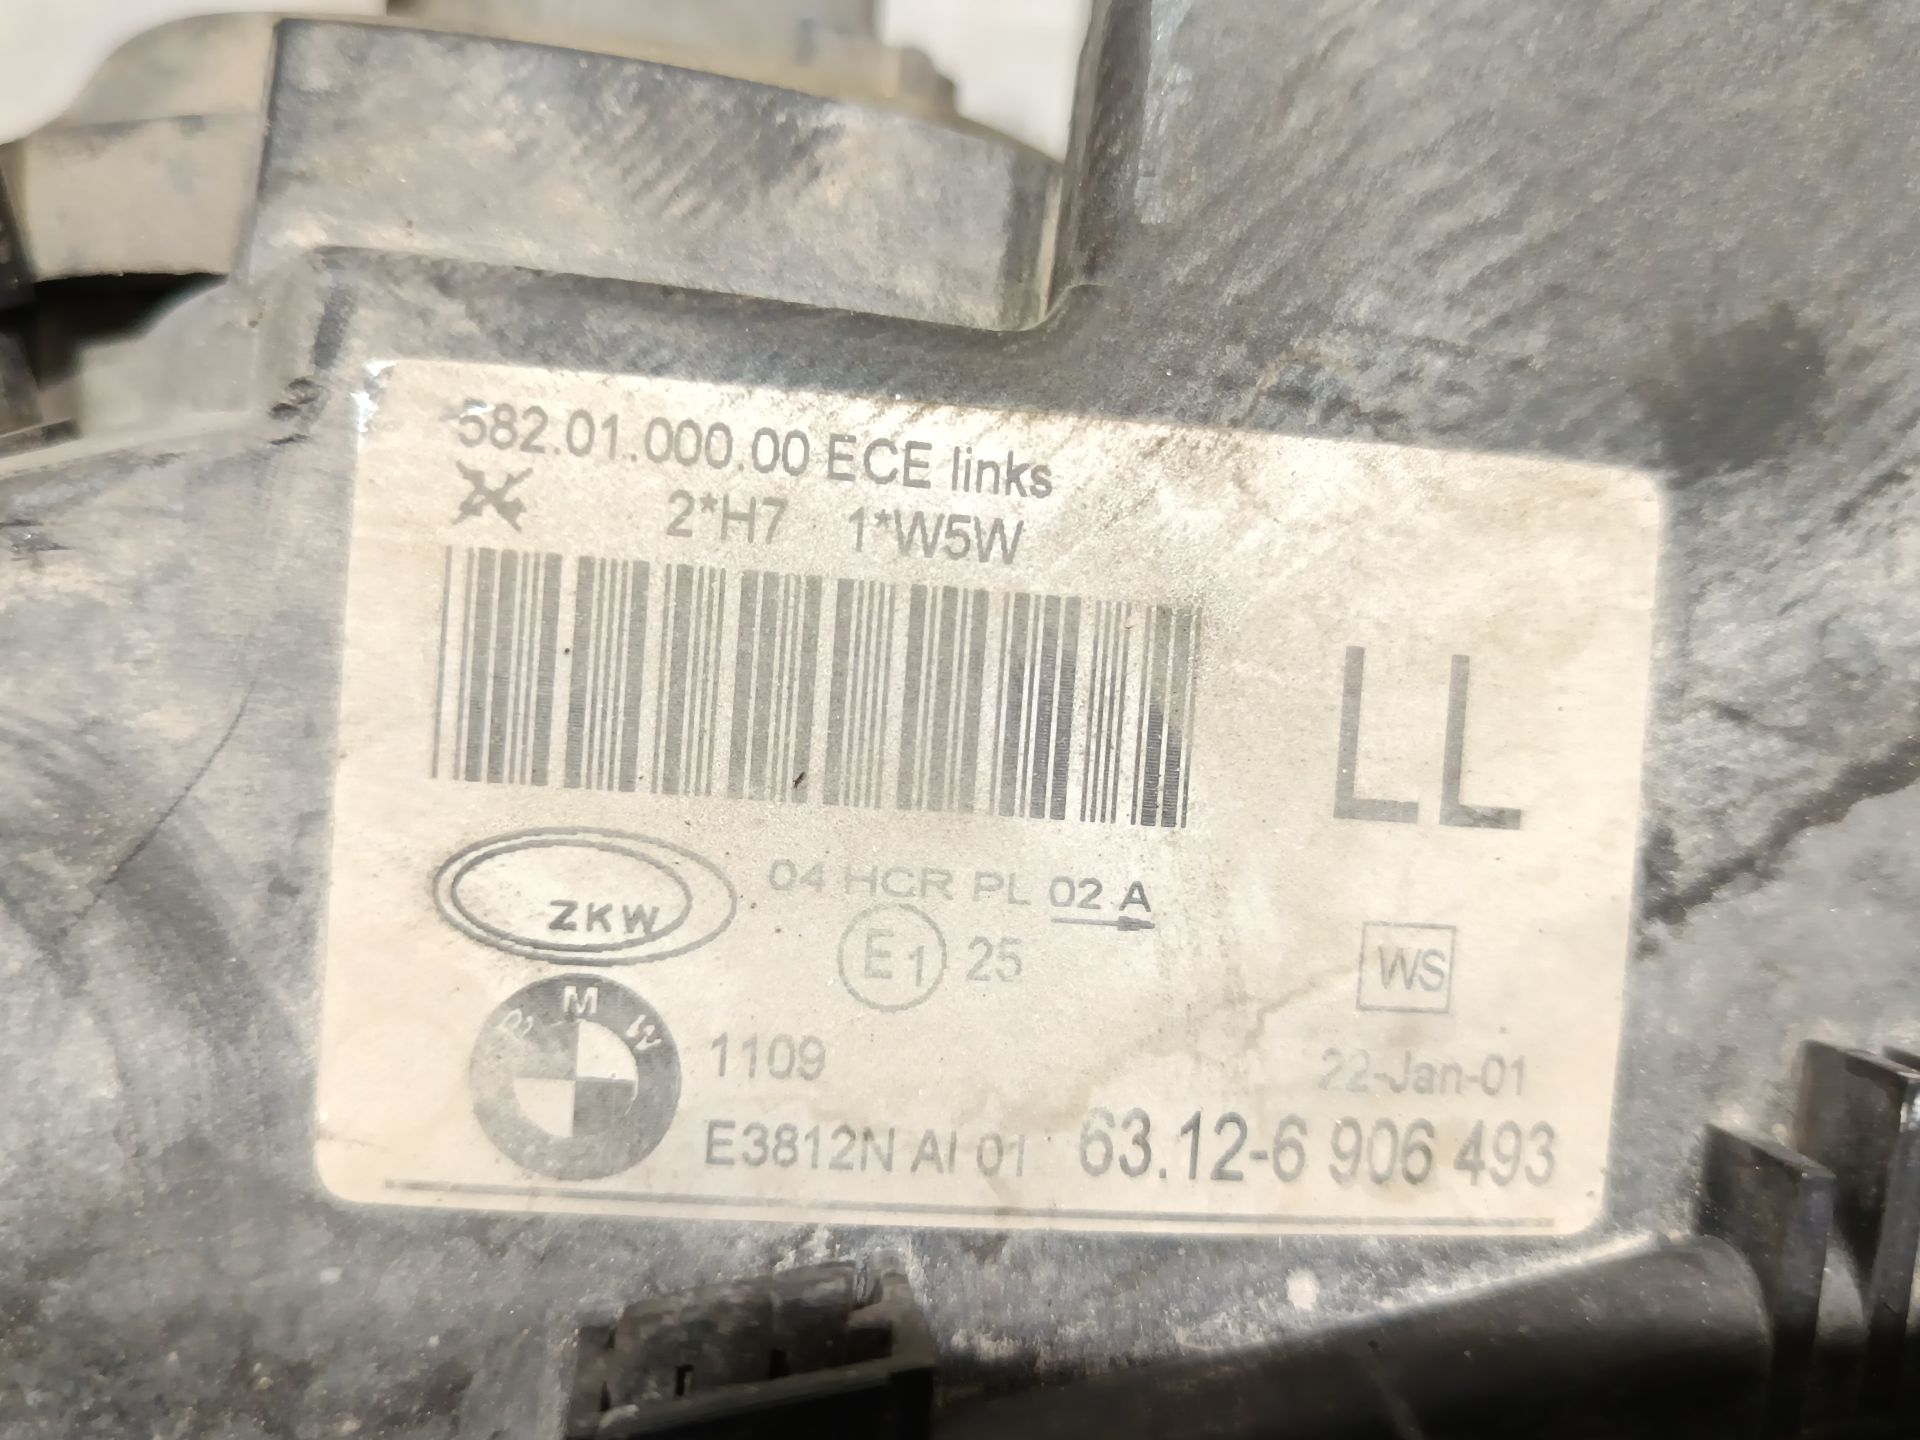 582.01.000.00 ECE links
2*H7 1*W5W
LL
ZKW
04 HCR PL 02 A
E1 25
WS
BMW
1109
22-Jan-01
E3812N AI 01 63.12-6 906 493